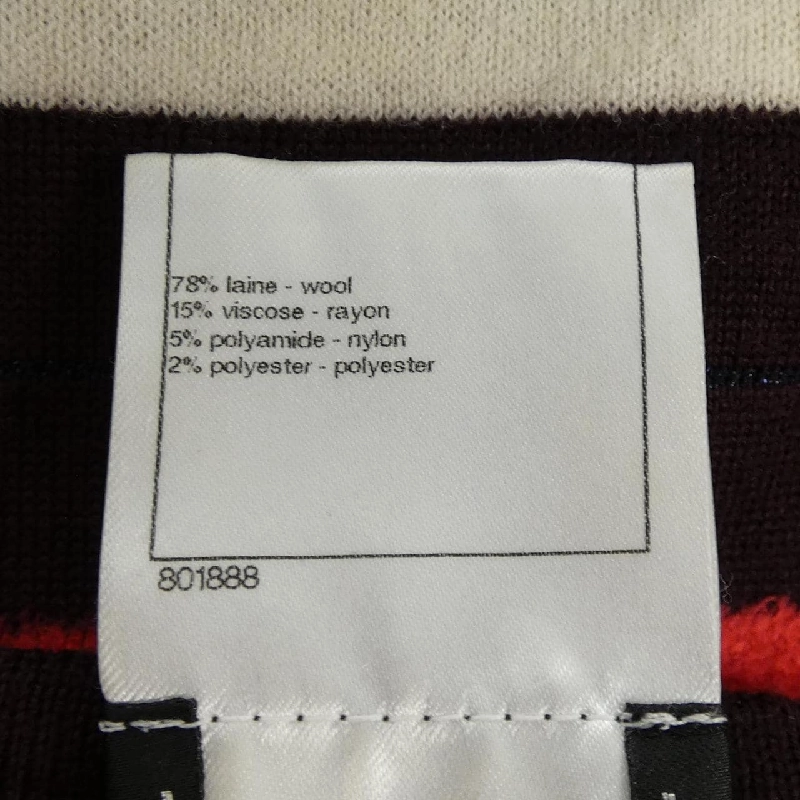 78% laine - wool
15% viscose - rayon
5% polyamide - nylon
2% polyester - polyester
801888